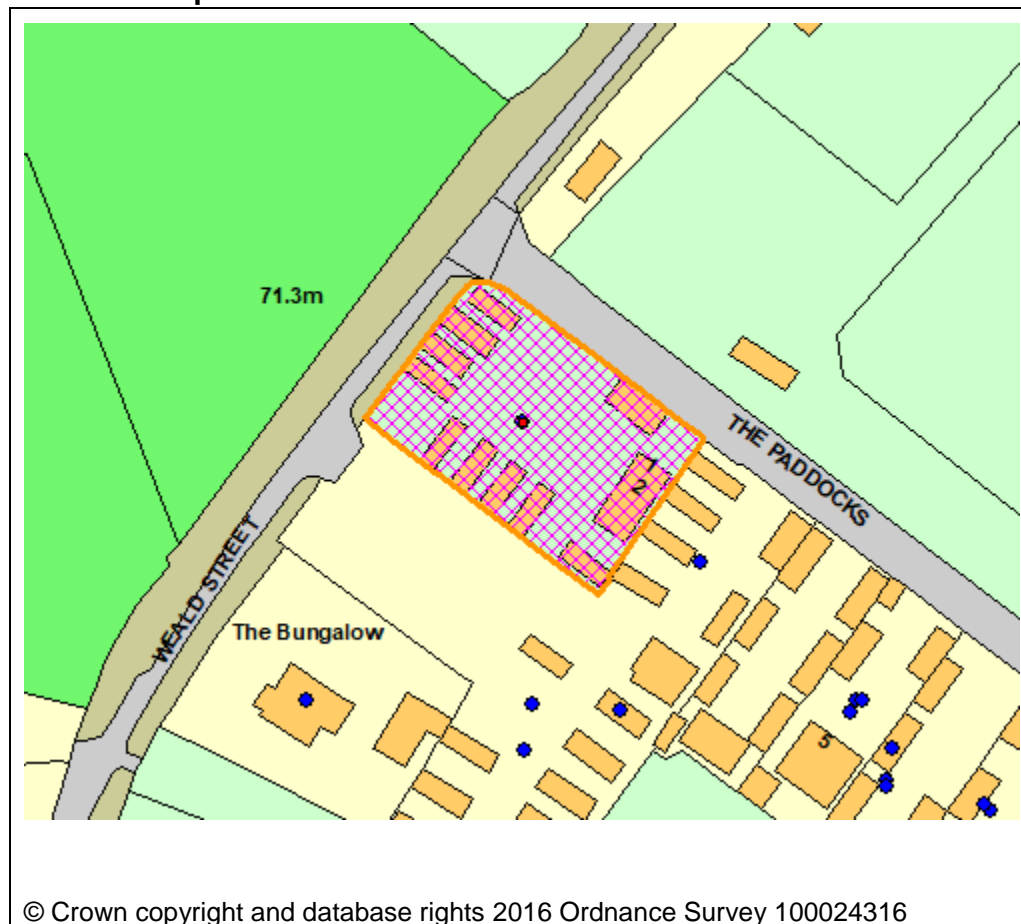 71.3m
THE PADDOCKS
1
2
WEALD STREET
The Bungalow
5
© Crown copyright and database rights 2016 Ordnance Survey 100024316